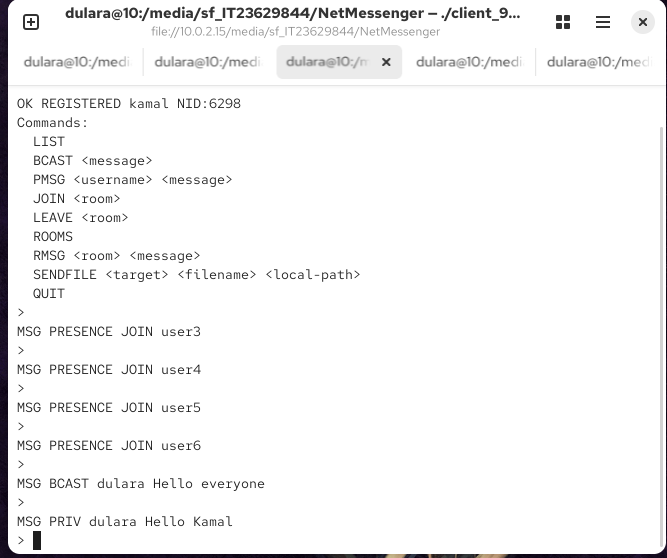 dulara@10:/media/sf_IT23629844/NetMessenger — ./client_9...
file://10.0.2.15/media/sf_IT23629844/NetMessenger
dulara@10:/medi dulara@10:/medi dulara@10:/m dulara@10:/medi dulara@10:/med
OK REGISTERED kamal NID:6298
Commands:
LIST
BCAST <message>
PMSG <username> <message>
JOIN <room>
LEAVE <room>
ROOMS
RMSG <room> <message>
SENDFILE <target> <filename> <local-path>
QUIT
>
MSG PRESENCE JOIN user3
>
MSG PRESENCE JOIN user4
>
MSG PRESENCE JOIN user5
>
MSG PRESENCE JOIN user6
>
MSG BCAST dulara Hello everyone
>
MSG PRIV dulara Hello Kamal
>